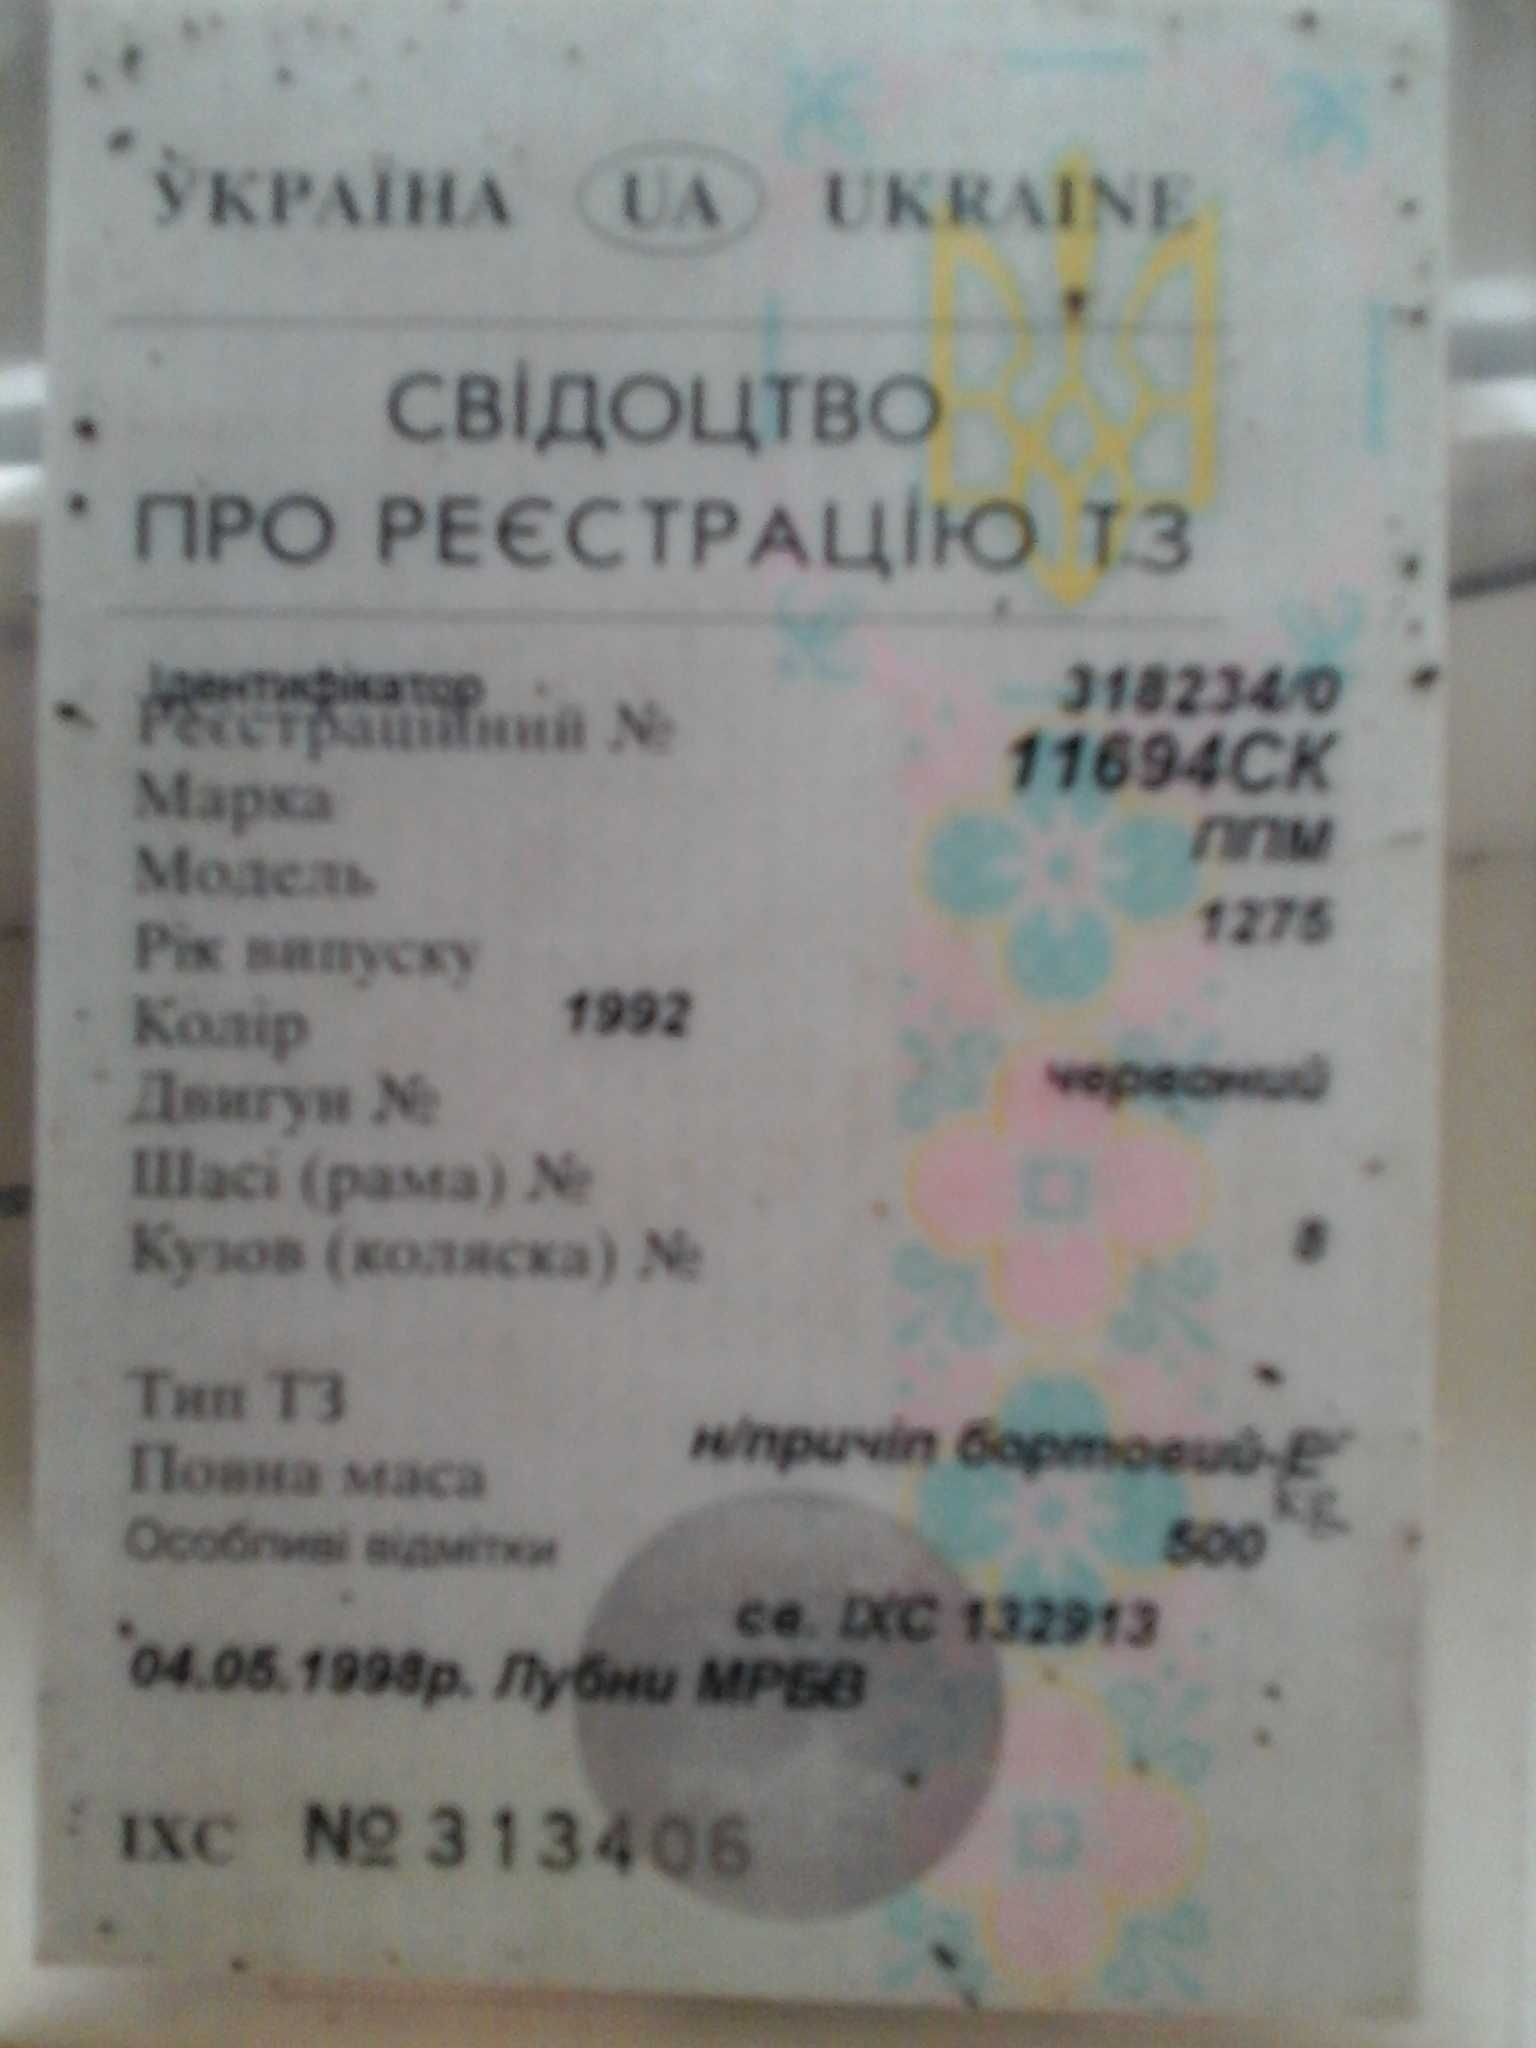 УКРАЇНА UA UKRAINE
СВІДОЦТВО
ПРО РЕЄСТРАЦІЮ ТЗ
Ідентифікатор 318234/0
Реєстраційний № 11694СК
Марка ППМ
Модель 1275
Рік випуску 1992
Колір червоний
Двигун №
Шасі (рама) № 8
Кузов (коляска) №
Тип ТЗ н/причіп бортовий-Е
Повна маса 500
Особливі відмітки св. ІХС 132913
04.05.1998р. Лубни МРБВ
ІХС № 313406